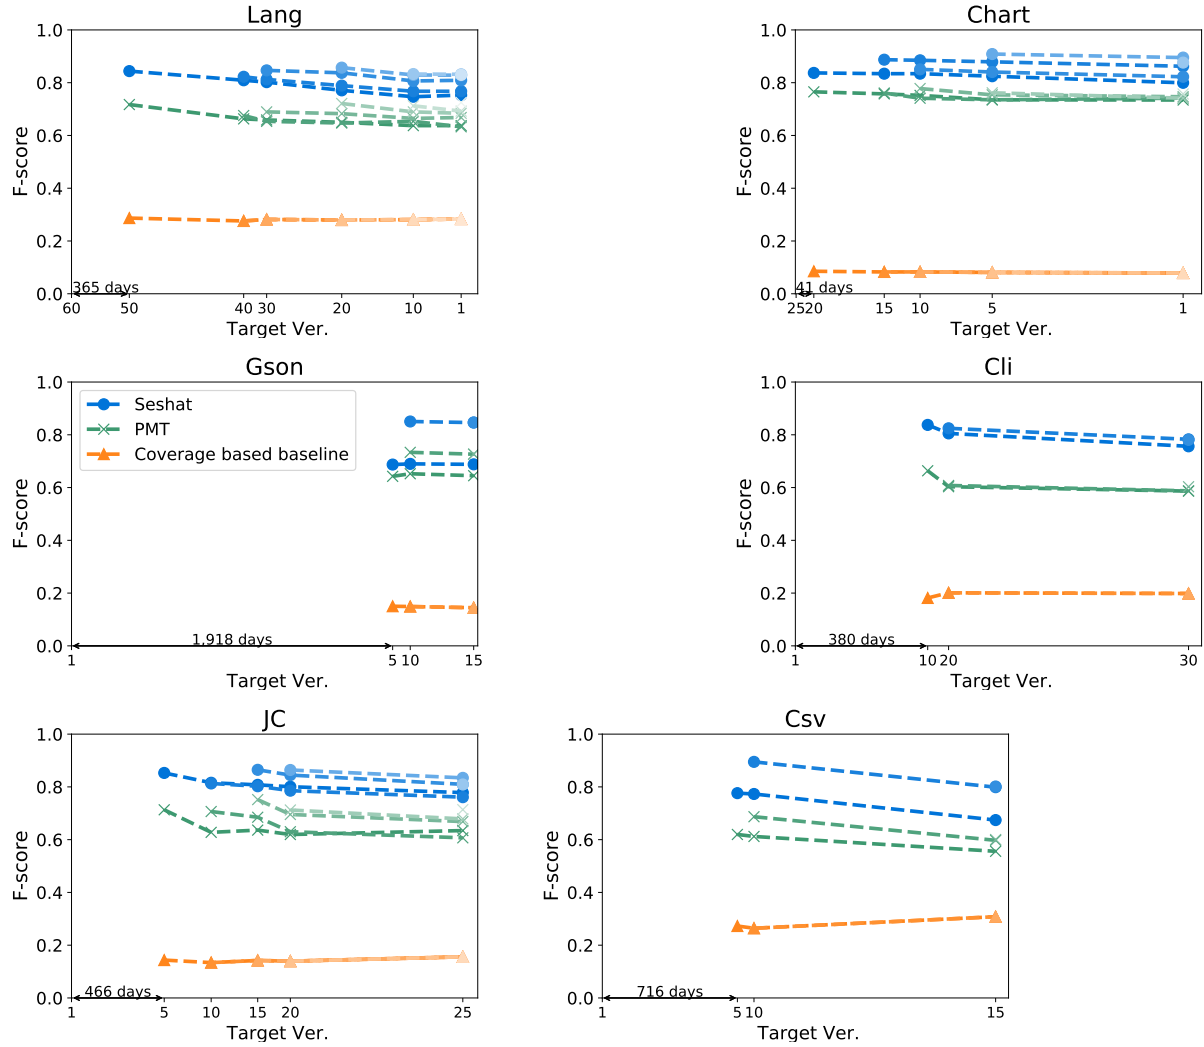 Lang
F-score
1.0
0.8
0.6
0.4
0.2
0.0
365 days
60 50 40 30 20 10 1
Target Ver.
Chart
F-score
1.0
0.8
0.6
0.4
0.2
0.0
41 days
25 20 15 10 5 1
Target Ver.
Gson
F-score
1.0
0.8
0.6
0.4
0.2
0.0
Seshat
PMT
Coverage based baseline
1,918 days
1 5 10 15
Target Ver.
Cli
F-score
1.0
0.8
0.6
0.4
0.2
0.0
380 days
1 10 20 30
Target Ver.
JC
F-score
1.0
0.8
0.6
0.4
0.2
0.0
466 days
1 5 10 15 20 25
Target Ver.
Csv
F-score
1.0
0.8
0.6
0.4
0.2
0.0
716 days
1 5 10 15
Target Ver.